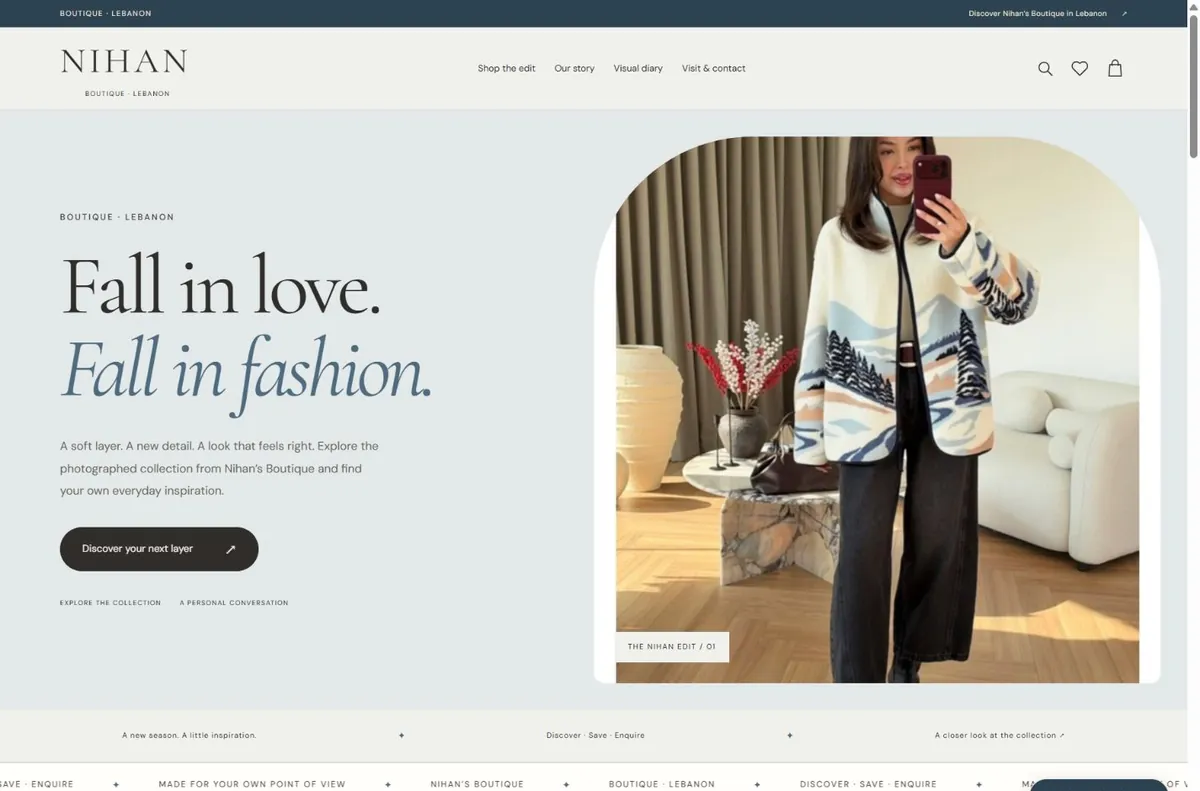 BOUTIQUE · LEBANON
Discover Nihan's Boutique in Lebanon ↗
NIHAN
BOUTIQUE · LEBANON
Shop the edit
Our story
Visual diary
Visit & contact
BOUTIQUE · LEBANON
Fall in love.
Fall in fashion.
A soft layer. A new detail. A look that feels right. Explore the
photographed collection from Nihan's Boutique and find
your own everyday inspiration.
Discover your next layer ↗
EXPLORE THE COLLECTION
A PERSONAL CONVERSATION
THE NIHAN EDIT / 01
A new season. A little inspiration.
Discover · Save · Enquire
A closer look at the collection ↗
· ENQUIRE
MADE FOR YOUR OWN POINT OF VIEW
NIHAN'S BOUTIQUE
BOUTIQUE · LEBANON
DISCOVER · SAVE · ENQUIRE